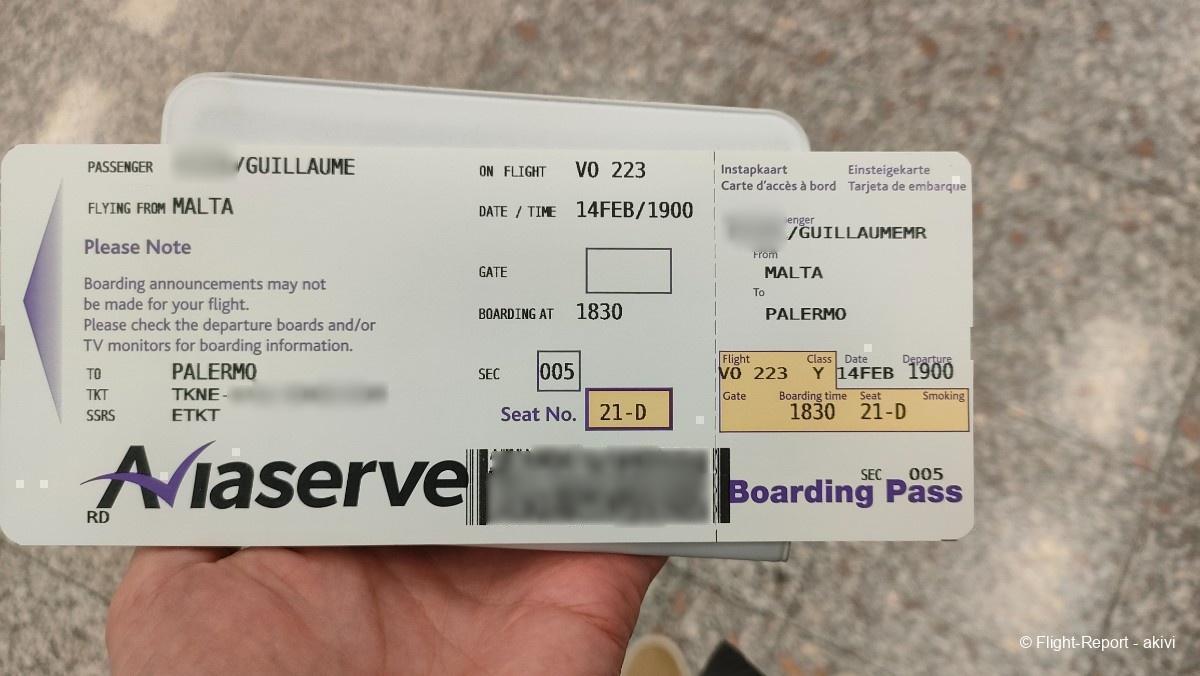 PASSENGER /GUILLAUME
FLYING FROM MALTA
Please Note
Boarding announcements may not
be made for your flight.
Please check the departure boards and/or
TV monitors for boarding information.
TO PALERMO
TKT TKNE-
SSRS ETKT
Aviaserve
RD
ON FLIGHT VO 223
DATE / TIME 14FEB/1900
GATE
BOARDING AT 1830
SEC 005
Seat No. 21-D
Instapkaart Einsteigekarte
Carte d'accès à bord Tarjeta de embarque
/GUILLAUMEMR
From
MALTA
To
PALERMO
Flight Class Date Departure
VO 223 Y 14FEB 1900
Gate Boarding time Seat Smoking
1830 21-D
SEC 005
Boarding Pass
© Flight-Report - akivi